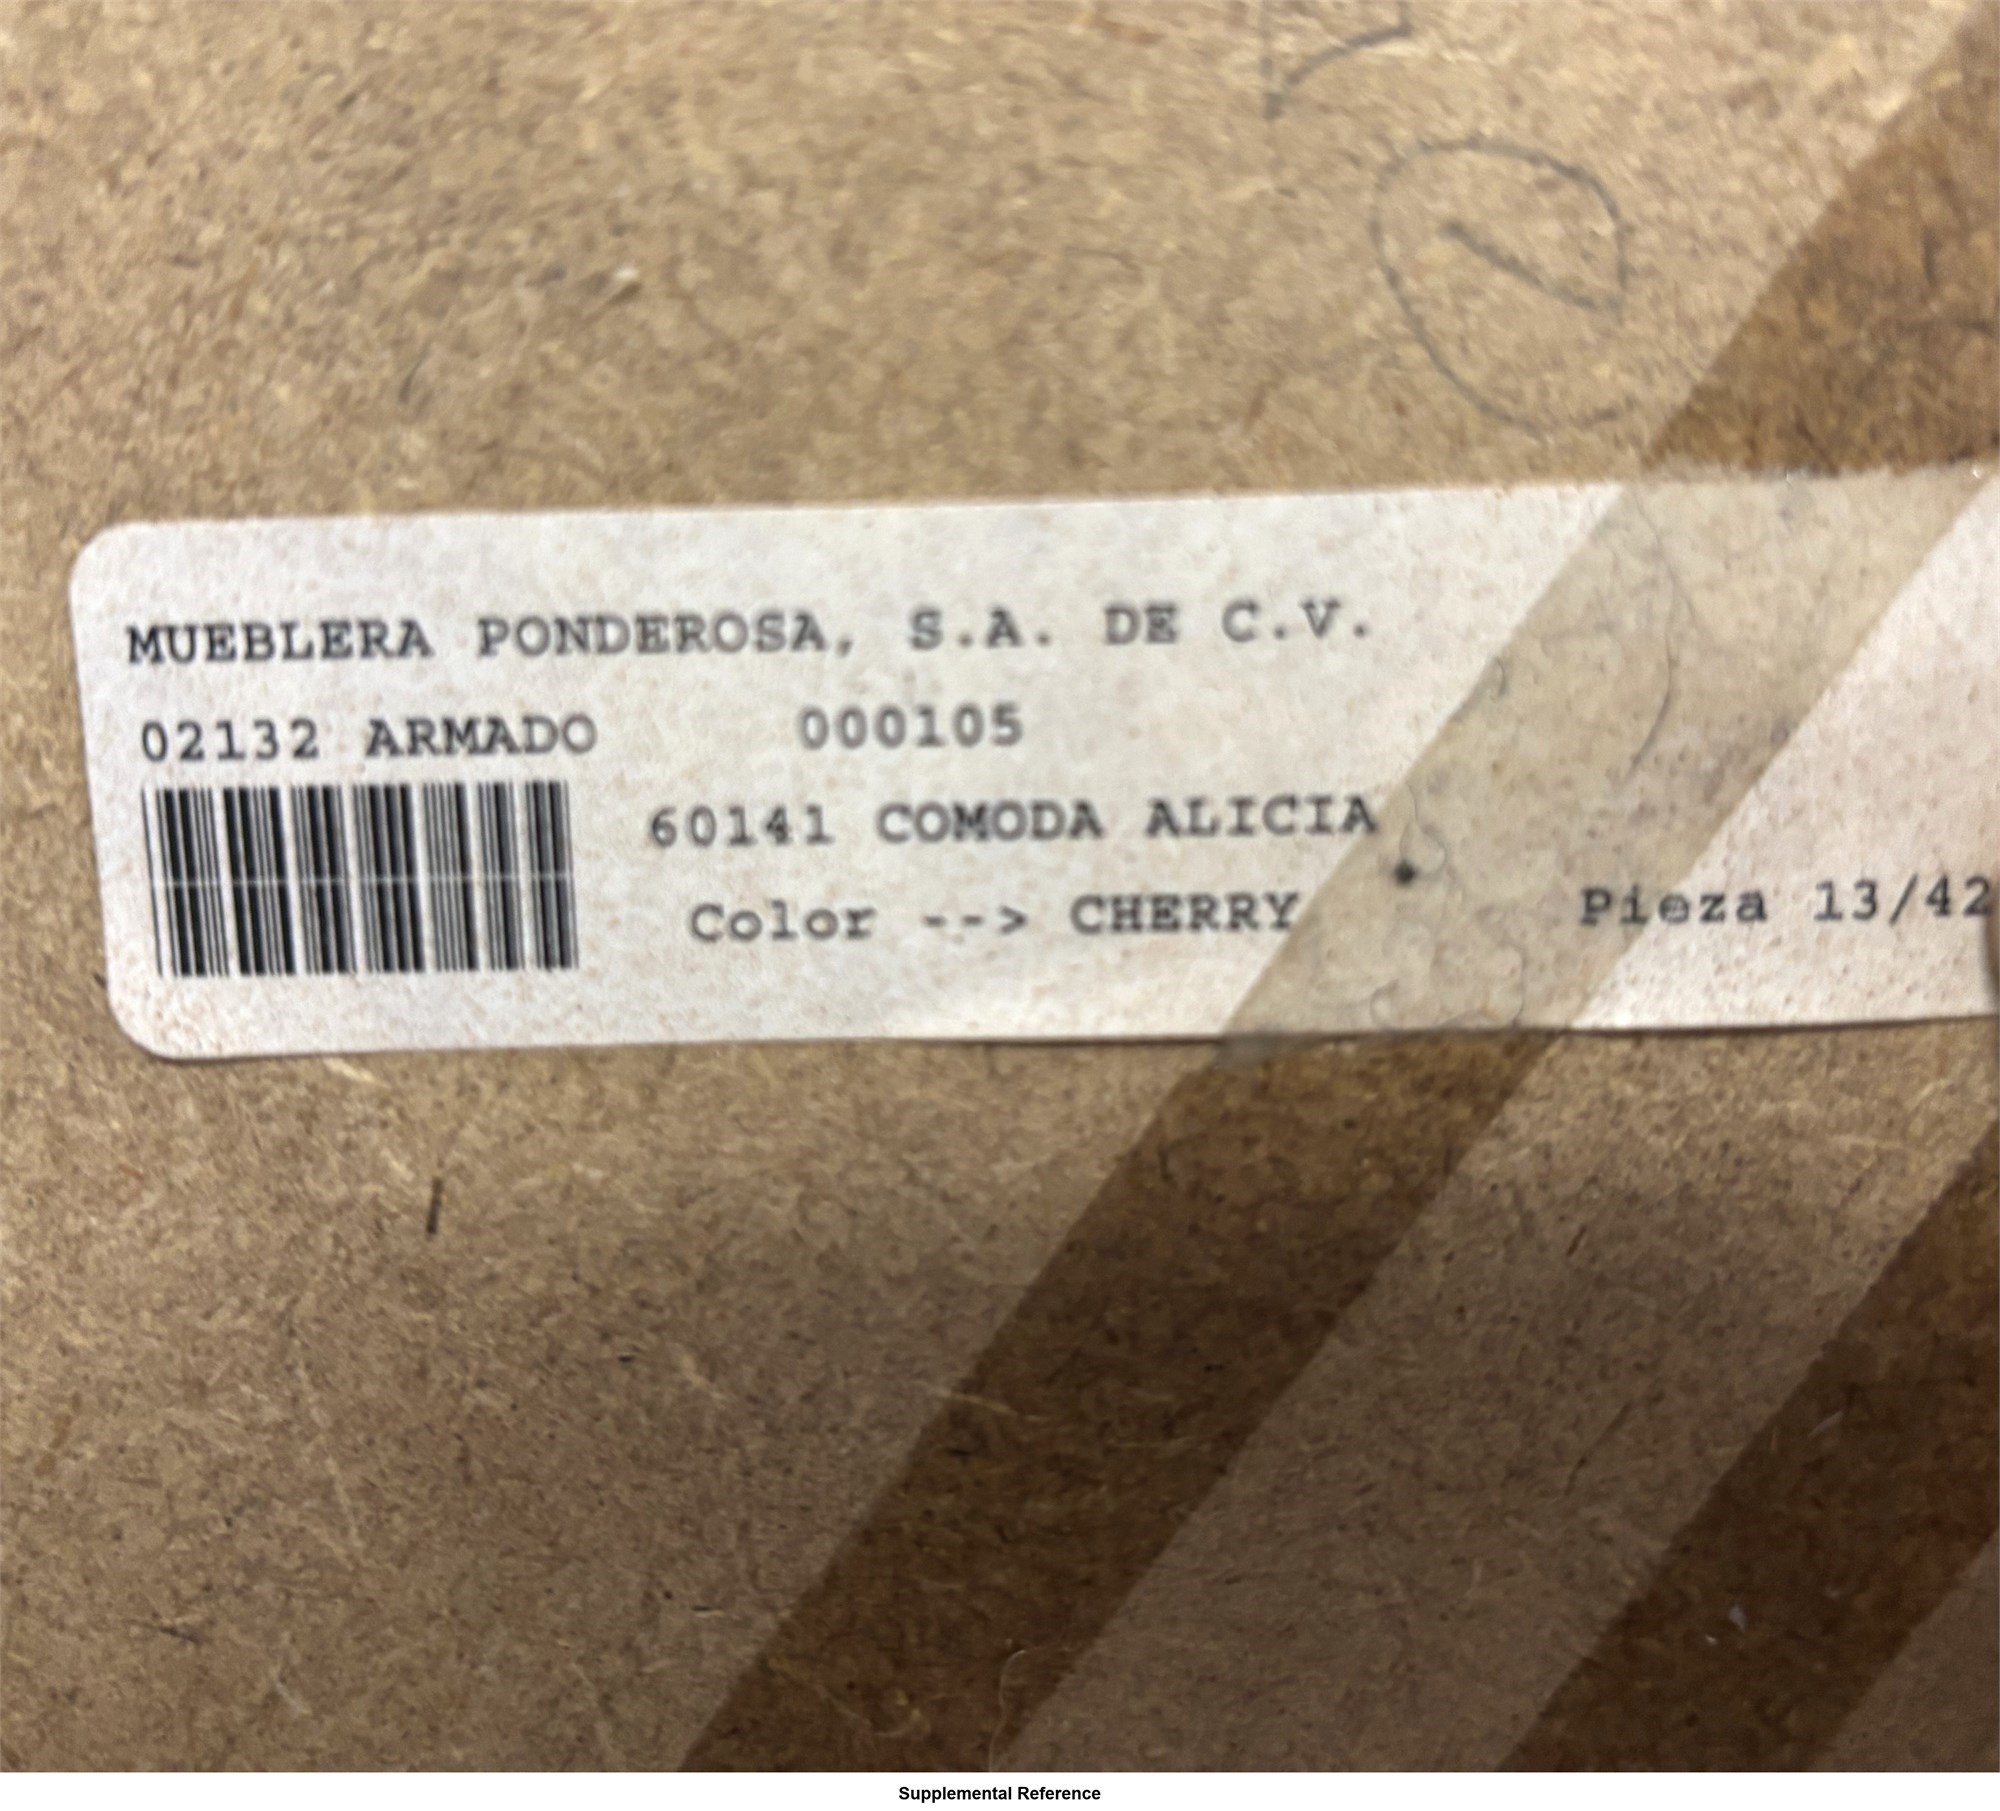 MUEBLERA PONDEROSA, S.A. DE C.V.
02132 ARMADO 000105
60141 COMODA ALICIA
Color --> CHERRY Pieza 13/42
Supplemental Reference